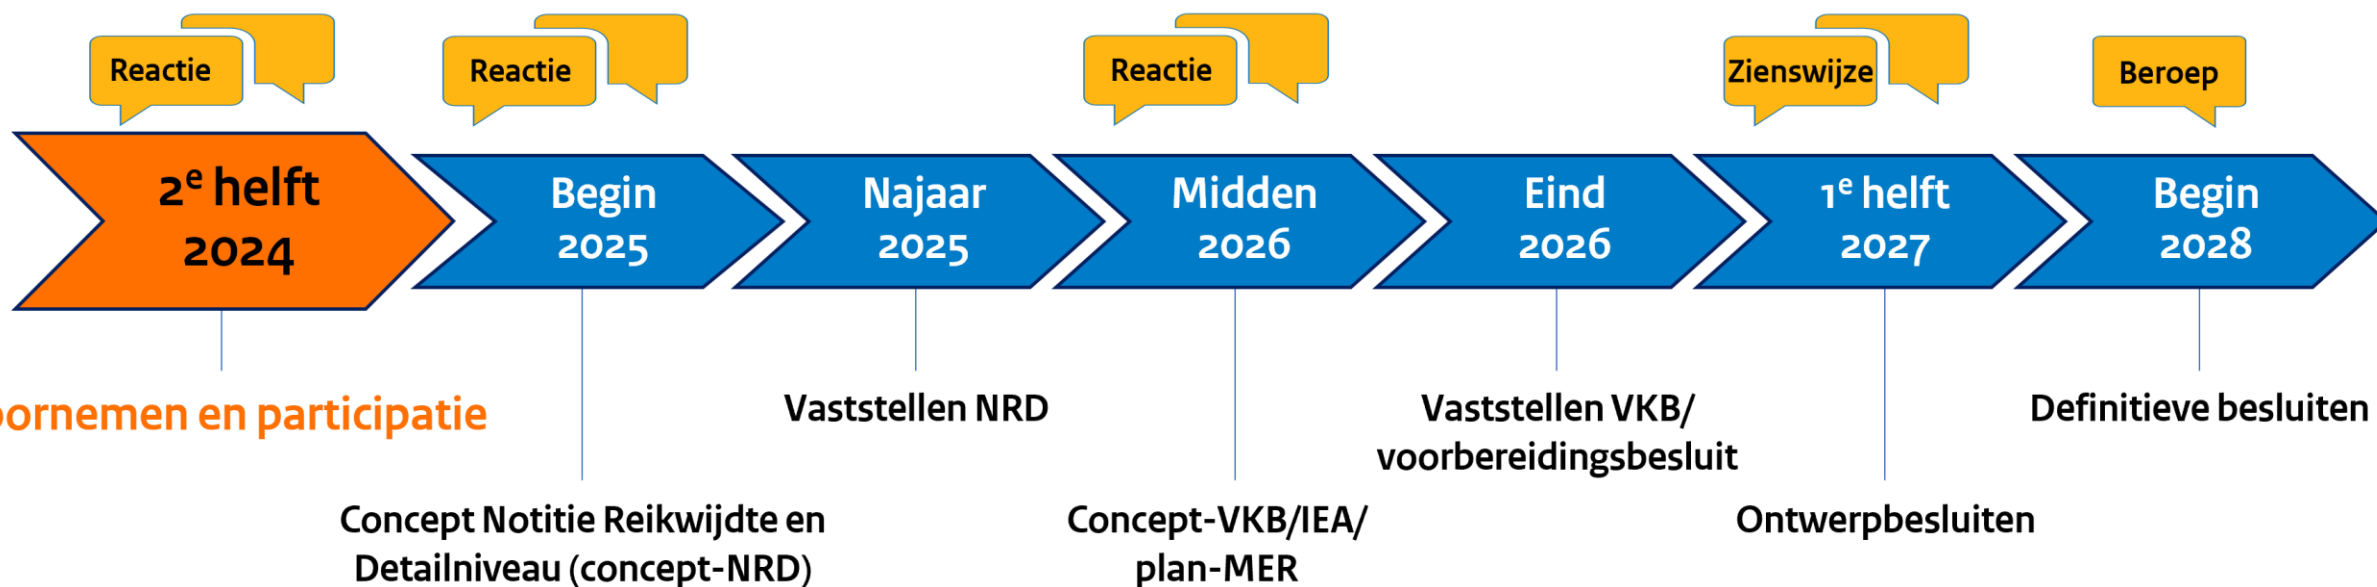 Reactie
Reactie
Reactie
Zienswijze
Beroep
2e helft
2024
Begin
2025
Najaar
2025
Midden
2026
Eind
2026
1e helft
2027
Begin
2028
oornemen en participatie
Concept Notitie Reikwijdte en
Detailniveau (concept-NRD)
Vaststellen NRD
Concept-VKB/IEA/
plan-MER
Vaststellen VKB/
voorbereidingsbesluit
Ontwerpbesluiten
Definitieve besluiten